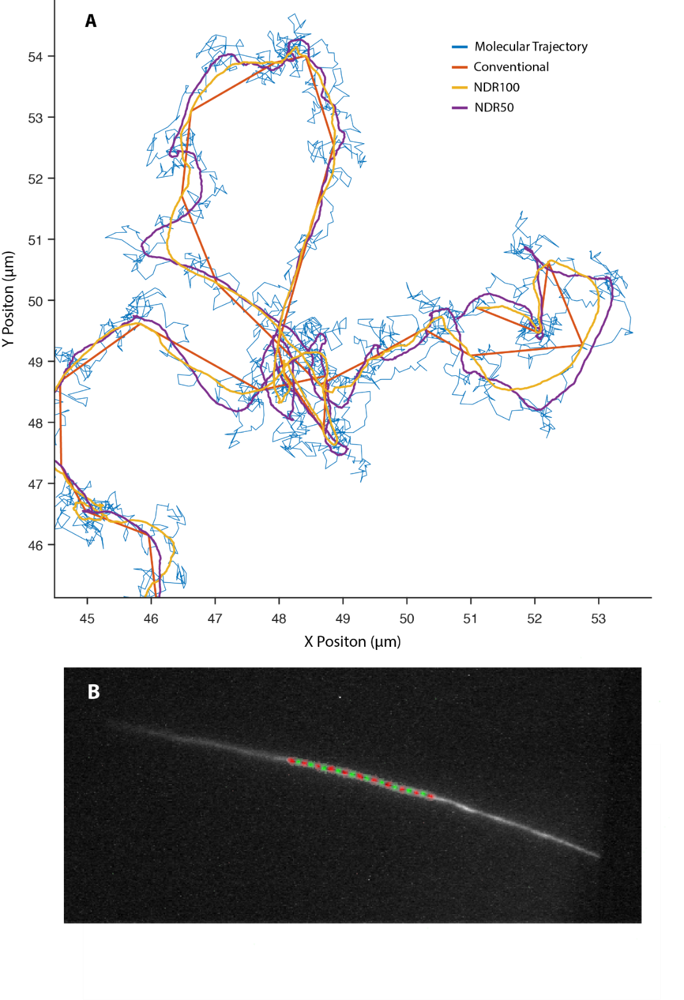 A
Molecular Trajectory
Conventional
NDR100
NDR50
54
53
52
51
50
49
48
47
46
Y Positon (µm)
45 46 47 48 49 50 51 52 53
X Positon (µm)
B